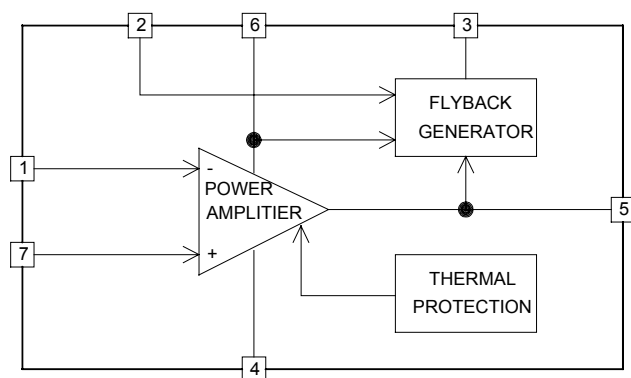 2
6
3
FLYBACK
GENERATOR
1
-
POWER
AMPLITIER
5
7
+
THERMAL
PROTECTION
4